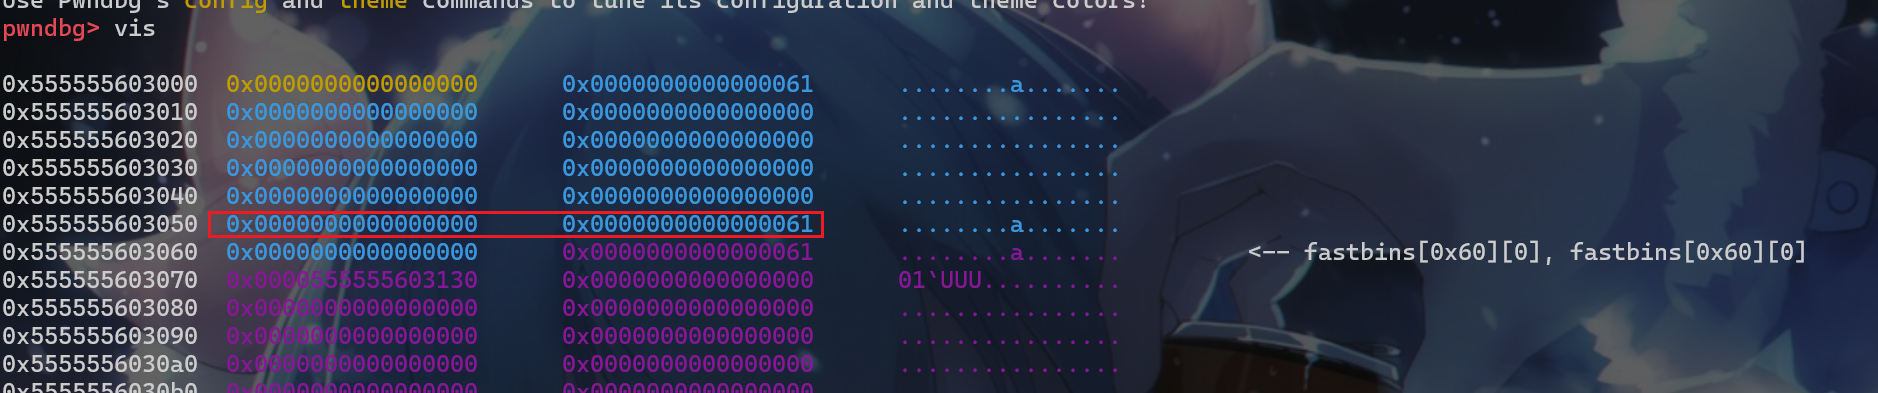 Use Pwndbg's config and theme commands to tune its configuration and theme colors!
pwndbg> vis
0x555555603000 0x0000000000000000 0x0000000000000061 ........a.......
0x555555603010 0x0000000000000000 0x0000000000000000 ................
0x555555603020 0x0000000000000000 0x0000000000000000 ................
0x555555603030 0x0000000000000000 0x0000000000000000 ................
0x555555603040 0x0000000000000000 0x0000000000000000 ................
0x555555603050 0x0000000000000000 0x0000000000000061 ........a.......
0x555555603060 0x0000000000000000 0x0000000000000061 ........a....... <-- fastbins[0x60][0], fastbins[0x60][0]
0x555555603070 0x0000555555603130 0x0000000000000000 01`UUU..........
0x555555603080 0x0000000000000000 0x0000000000000000 ................
0x555555603090 0x0000000000000000 0x0000000000000000 ................
0x5555556030a0 0x0000000000000000 0x0000000000000000 ................
0x5555556030b0 0x0000000000000000 0x0000000000000000